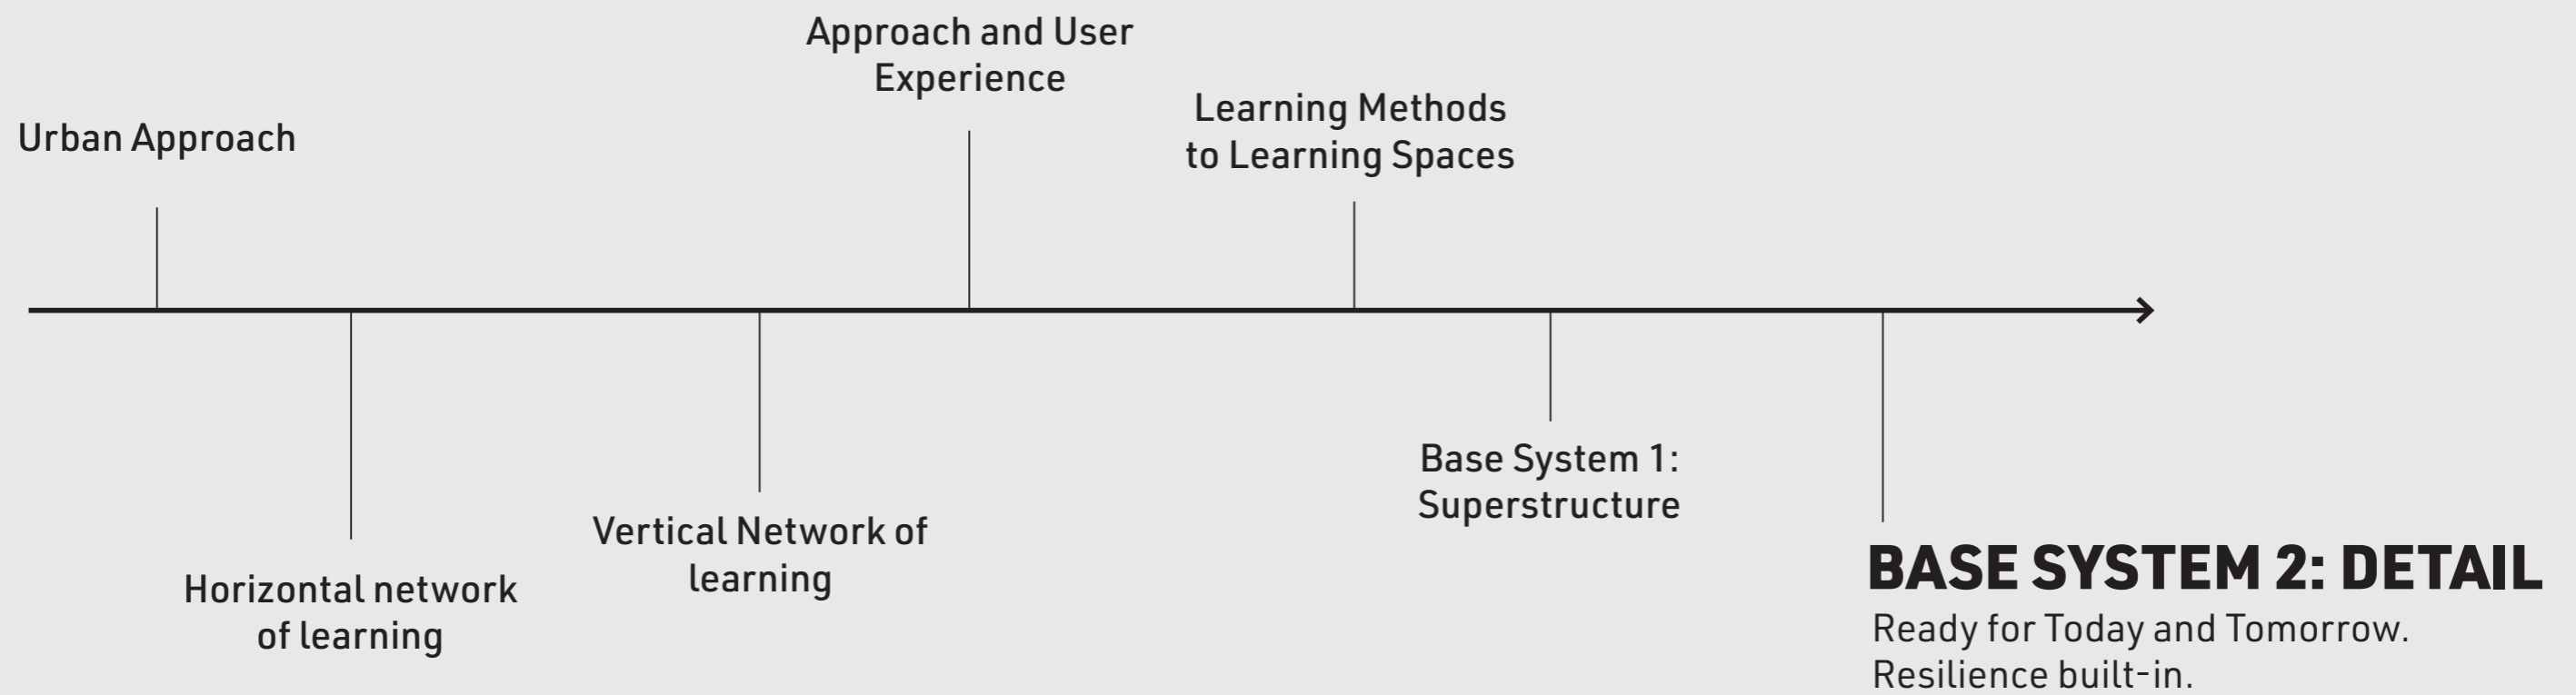 Approach and User
Experience
Learning Methods
to Learning Spaces
Urban Approach
Base System 1:
Superstructure
Vertical Network of
learning
Horizontal network
of learning
BASE SYSTEM 2: DETAIL
Ready for Today and Tomorrow.
Resilience built-in.